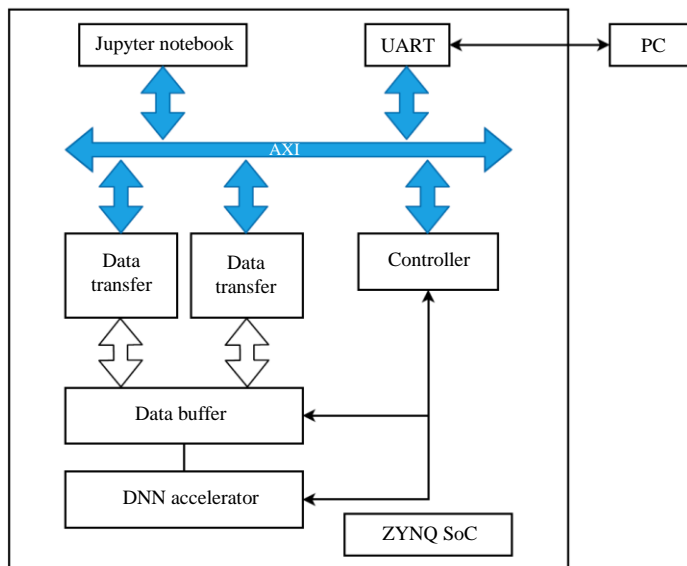 Jupyter notebook
UART
PC
AXI
Data
transfer
Data
transfer
Controller
Data buffer
DNN accelerator
ZYNQ SoC